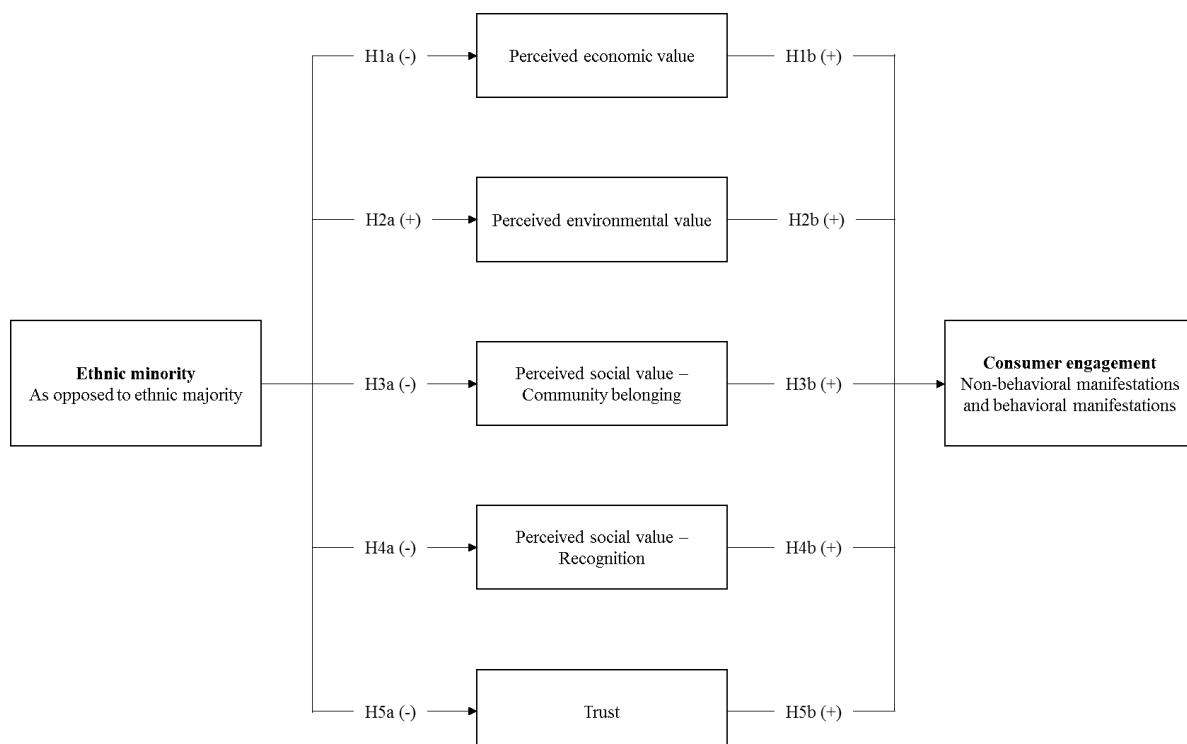 H1a (-)
Perceived economic value
H1b (+)
H2a (+)
Perceived environmental value
H2b (+)
Ethnic minority
As opposed to ethnic majority
H3a (-)
Perceived social value –
Community belonging
H3b (+)
Consumer engagement
Non-behavioral manifestations
and behavioral manifestations
H4a (-)
Perceived social value –
Recognition
H4b (+)
H5a (-)
Trust
H5b (+)